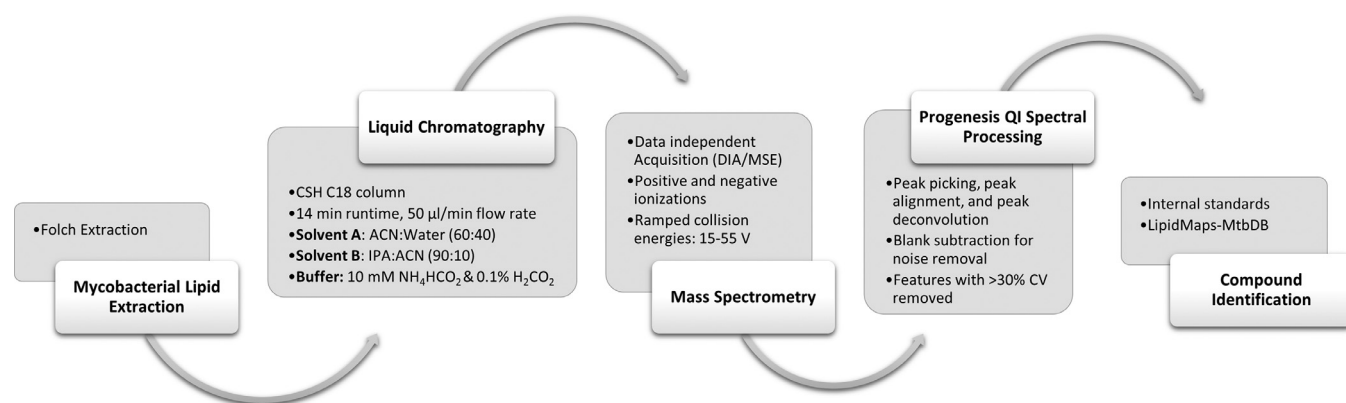 •Folch Extraction
Mycobacterial Lipid
Extraction
Liquid Chromatography
•CSH C18 column
•14 min runtime, 50 µl/min flow rate
•Solvent A: ACN:Water (60:40)
•Solvent B: IPA:ACN (90:10)
•Buffer: 10 mM NH₄HCO₂ & 0.1% H₂CO₂
•Data independent
Acquisition (DIA/MSE)
•Positive and negative
ionizations
•Ramped collision
energies: 15-55 V
Mass Spectrometry
Progenesis QI Spectral
Processing
•Peak picking, peak
alignment, and peak
deconvolution
•Blank subtraction for
noise removal
•Features with >30% CV
removed
•Internal standards
•LipidMaps-MtbDB
Compound
Identification